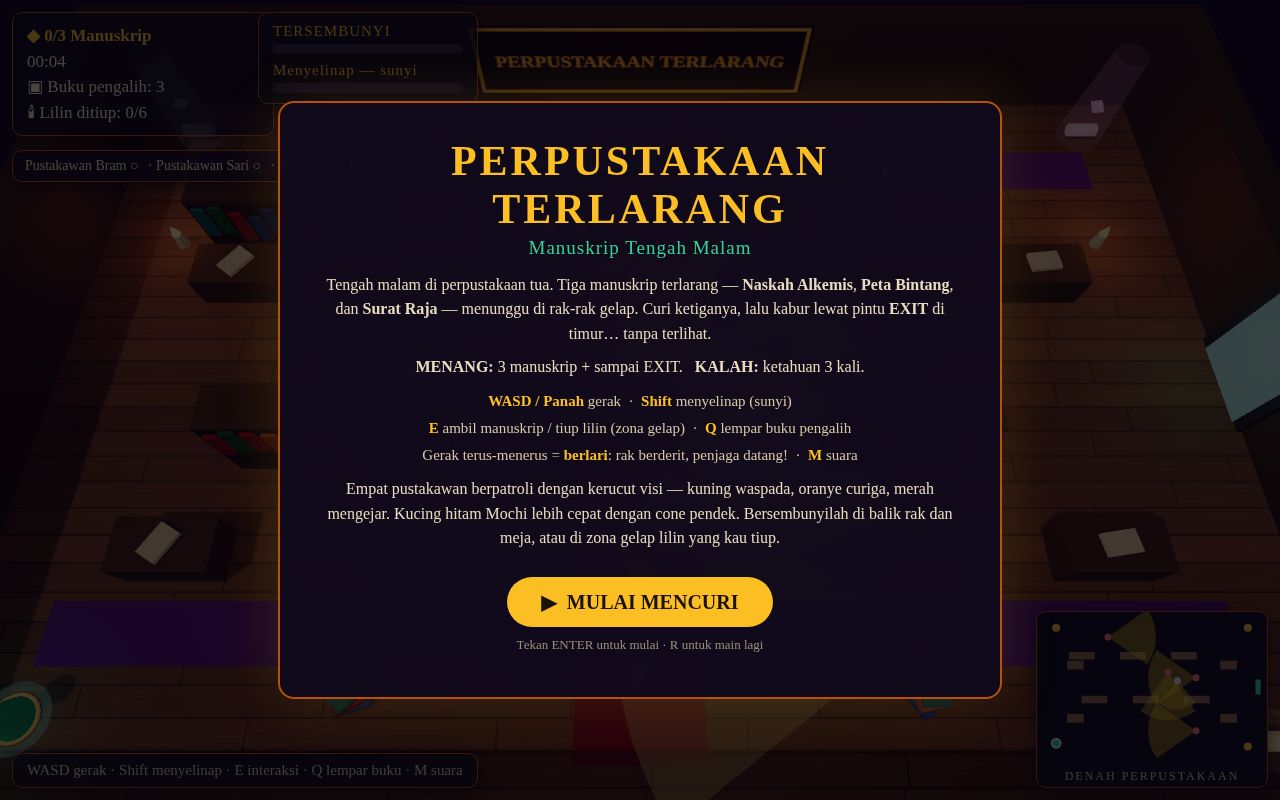 ◆ 0/3 Manuskrip
00:04
▣ Buku pengalih: 3
🕯 Lilin ditiup: 0/6
TERSEMBUNYI
Menyelinap — sunyi
PERPUSTAKAAN TERLARANG
Pustakawan Bram ○ · Pustakawan Sari ○ ·
PERPUSTAKAAN
TERLARANG
Manuskrip Tengah Malam
Tengah malam di perpustakaan tua. Tiga manuskrip terlarang — Naskah Alkemis, Peta Bintang,
dan Surat Raja — menunggu di rak-rak gelap. Curi ketiganya, lalu kabur lewat pintu EXIT di
timur… tanpa terlihat.
MENANG: 3 manuskrip + sampai EXIT. KALAH: ketahuan 3 kali.
WASD / Panah gerak · Shift menyelinap (sunyi)
E ambil manuskrip / tiup lilin (zona gelap) · Q lempar buku pengalih
Gerak terus-menerus = berlari: rak berderit, penjaga datang! · M suara
Empat pustakawan berpatroli dengan kerucut visi — kuning waspada, oranye curiga, merah
mengejar. Kucing hitam Mochi lebih cepat dengan cone pendek. Bersembunyilah di balik rak dan
meja, atau di zona gelap lilin yang kau tiup.
▶ MULAI MENCURI
Tekan ENTER untuk mulai · R untuk main lagi
WASD gerak · Shift menyelinap · E interaksi · Q lempar buku · M suara
DENAH PERPUSTAKAAN